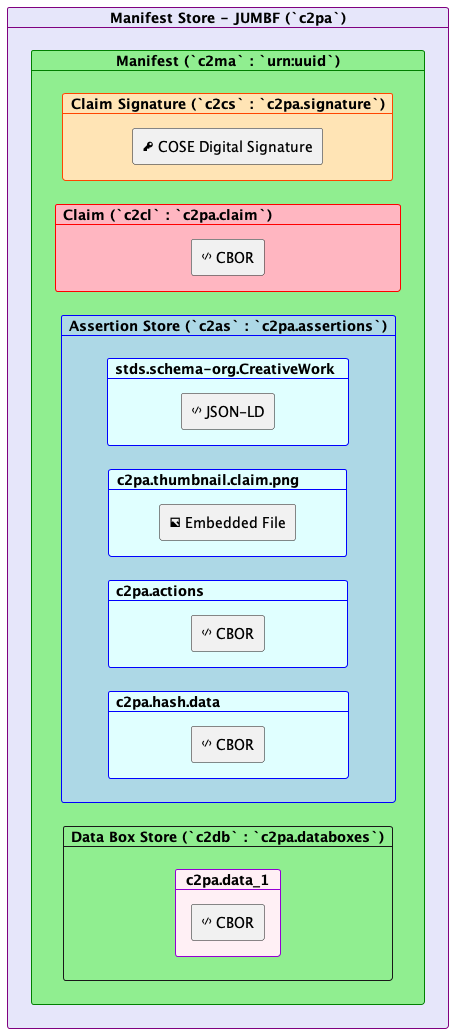 Manifest Store - JUMBF (`c2pa`)
Manifest (`c2ma` : `urn:uuid`)
Claim Signature (`c2cs` : `c2pa.signature`)
COSE Digital Signature
Claim (`c2cl` : `c2pa.claim`)
CBOR
Assertion Store (`c2as` : `c2pa.assertions`)
stds.schema-org.CreativeWork
JSON-LD
c2pa.thumbnail.claim.png
Embedded File
c2pa.actions
CBOR
c2pa.hash.data
CBOR
Data Box Store (`c2db` : `c2pa.databoxes`)
c2pa.data_1
CBOR